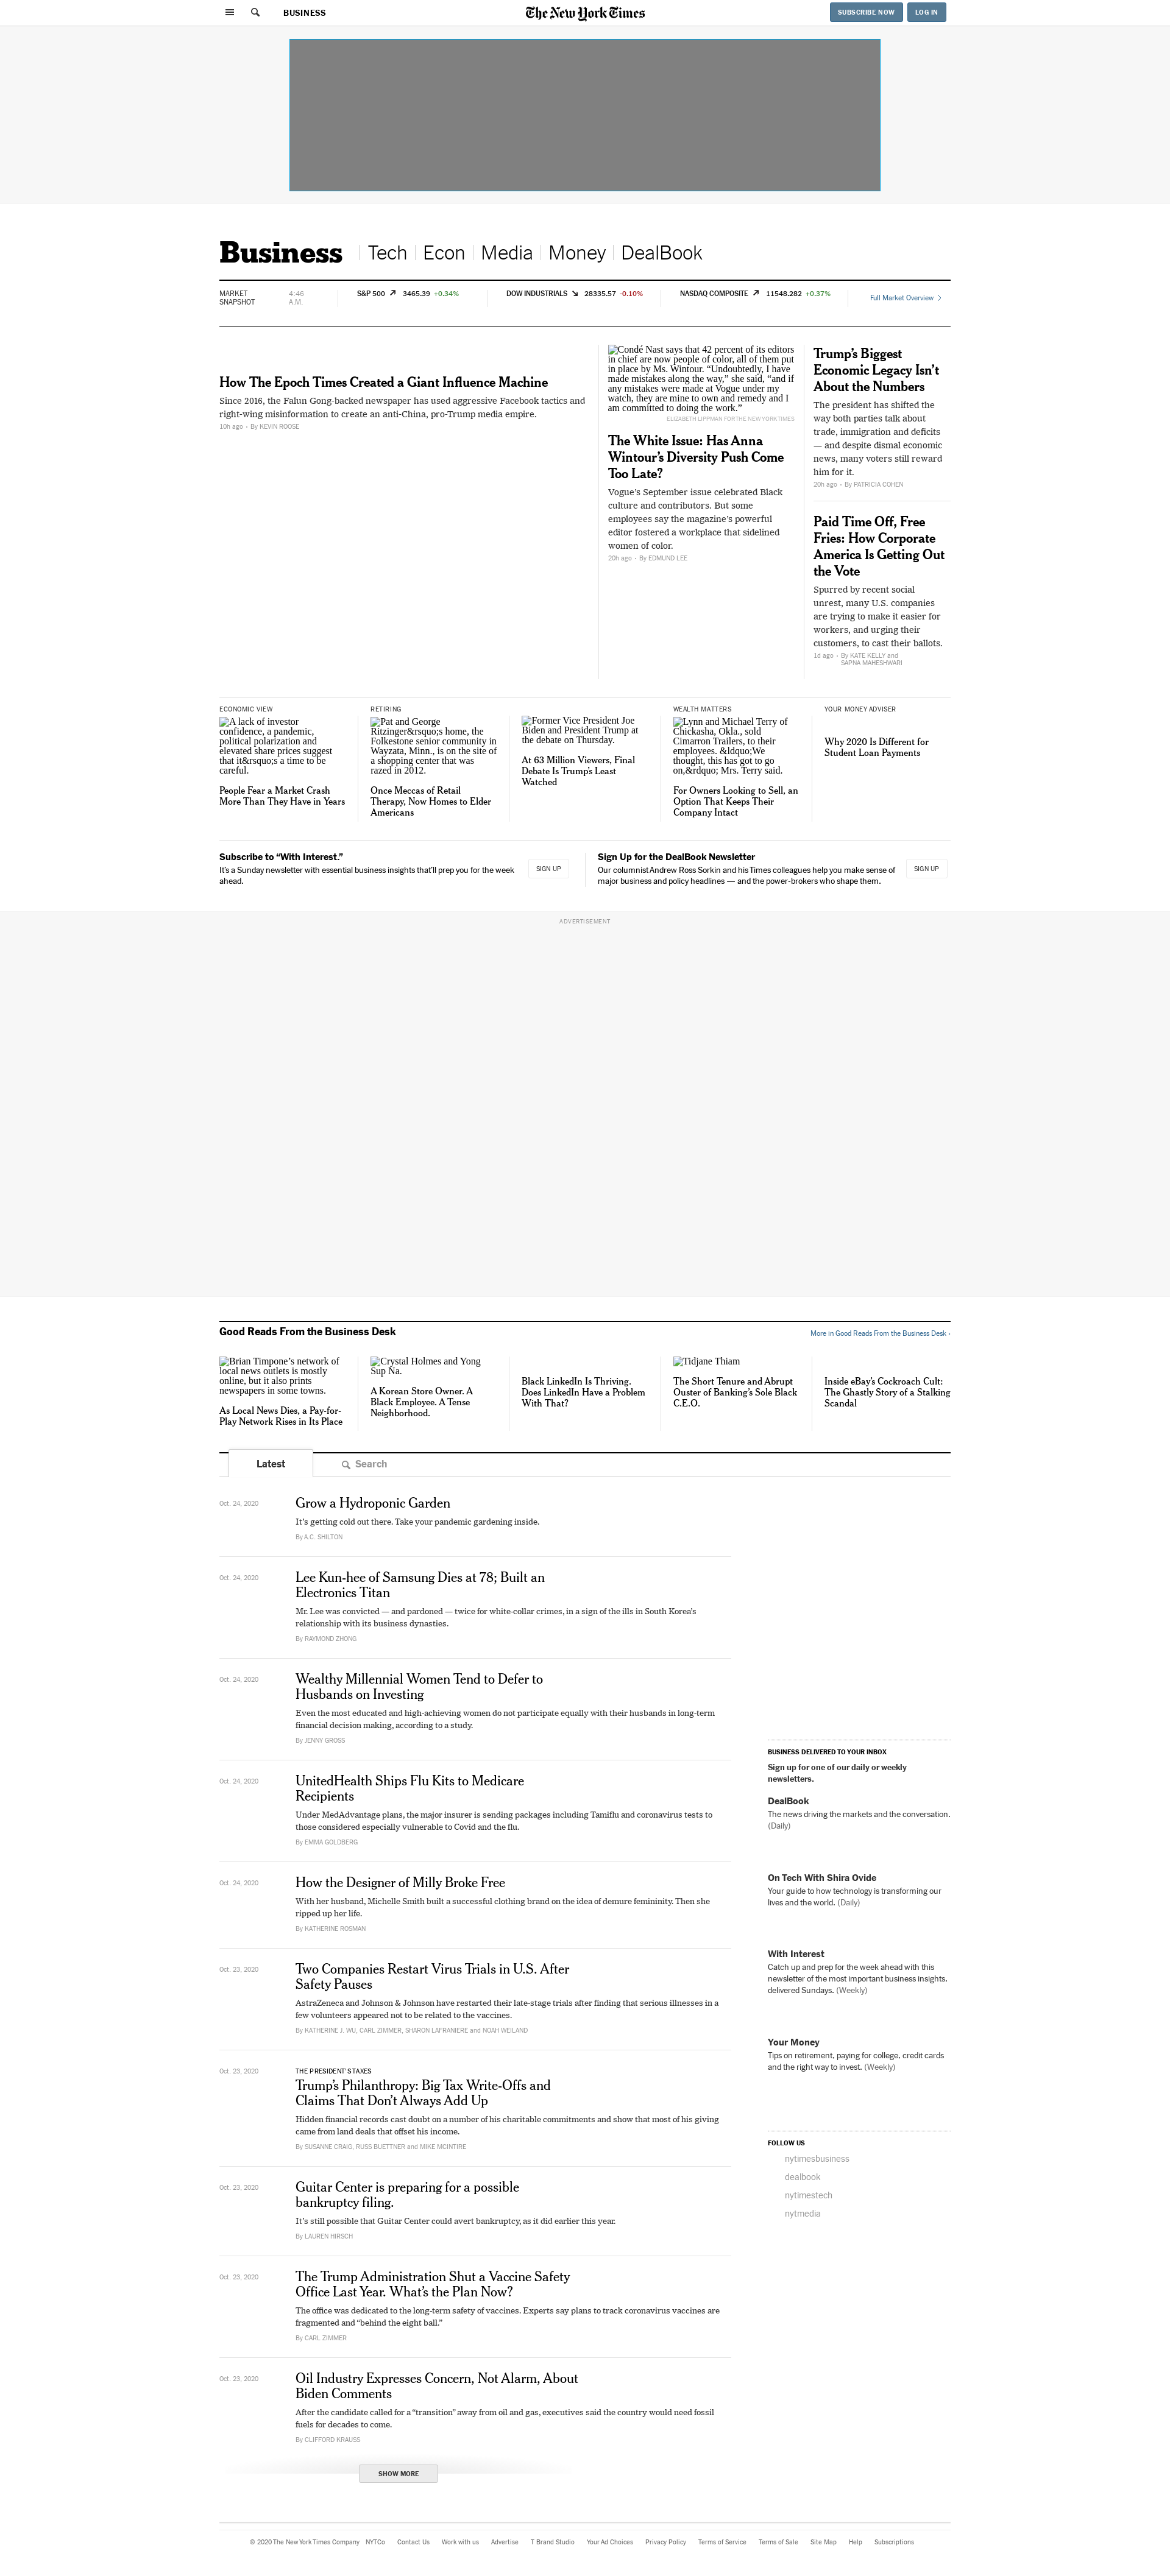 BUSINESS
The New York Times
SUBSCRIBE NOW
LOG IN
Business
Tech
Econ
Media
Money
DealBook
MARKET
SNAPSHOT
4:46
A.M.
S&P 500 3465.39 +0.34%
DOW INDUSTRIALS 28335.57 -0.10%
NASDAQ COMPOSITE 11548.282 +0.37%
Full Market Overview
How The Epoch Times Created a Giant Influence Machine
Since 2016, the Falun Gong-backed newspaper has used aggressive Facebook tactics and
right-wing misinformation to create an anti-China, pro-Trump media empire.
10h ago • By KEVIN ROOSE
Condé Nast says that 42 percent of its editors
in chief are now people of color, all of them put
in place by Ms. Wintour. “Undoubtedly, I have
made mistakes along the way,” she said, “and if
any mistakes were made at Vogue under my
watch, they are mine to own and remedy and I
am committed to doing the work.”
ELIZABETH LIPPMAN FOR THE NEW YORK TIMES
The White Issue: Has Anna
Wintour’s Diversity Push Come
Too Late?
Vogue’s September issue celebrated Black
culture and contributors. But some
employees say the magazine’s powerful
editor fostered a workplace that sidelined
women of color.
20h ago • By EDMUND LEE
Trump’s Biggest
Economic Legacy Isn’t
About the Numbers
The president has shifted the
way both parties talk about
trade, immigration and deficits
— and despite dismal economic
news, many voters still reward
him for it.
20h ago • By PATRICIA COHEN
Paid Time Off, Free
Fries: How Corporate
America Is Getting Out
the Vote
Spurred by recent social
unrest, many U.S. companies
are trying to make it easier for
workers, and urging their
customers, to cast their ballots.
1d ago • By KATE KELLY and
SAPNA MAHESHWARI
ECONOMIC VIEW
A lack of investor
confidence, a pandemic,
political polarization and
elevated share prices suggest
that it&rsquo;s a time to be
careful.
People Fear a Market Crash
More Than They Have in Years
RETIRING
Pat and George
Ritzinger&rsquo;s home, the
Folkestone senior community in
Wayzata, Minn., is on the site of
a shopping center that was
razed in 2012.
Once Meccas of Retail
Therapy, Now Homes to Elder
Americans
Former Vice President Joe
Biden and President Trump at
the debate on Thursday.
At 63 Million Viewers, Final
Debate Is Trump’s Least
Watched
WEALTH MATTERS
Lynn and Michael Terry of
Chickasha, Okla., sold
Cimarron Trailers, to their
employees. &ldquo;We
thought, this has got to go
on,&rdquo; Mrs. Terry said.
For Owners Looking to Sell, an
Option That Keeps Their
Company Intact
YOUR MONEY ADVISER
Why 2020 Is Different for
Student Loan Payments
Subscribe to “With Interest.”
It’s a Sunday newsletter with essential business insights that’ll prep you for the week
ahead.
SIGN UP
Sign Up for the DealBook Newsletter
Our columnist Andrew Ross Sorkin and his Times colleagues help you make sense of
major business and policy headlines — and the power-brokers who shape them.
SIGN UP
ADVERTISEMENT
Good Reads From the Business Desk
More in Good Reads From the Business Desk ›
Brian Timpone’s network of
local news outlets is mostly
online, but it also prints
newspapers in some towns.
As Local News Dies, a Pay-for-
Play Network Rises in Its Place
Crystal Holmes and Yong
Sup Na.
A Korean Store Owner. A
Black Employee. A Tense
Neighborhood.
Black LinkedIn Is Thriving.
Does LinkedIn Have a Problem
With That?
Tidjane Thiam
The Short Tenure and Abrupt
Ouster of Banking’s Sole Black
C.E.O.
Inside eBay’s Cockroach Cult:
The Ghastly Story of a Stalking
Scandal
Latest
Search
Oct. 24, 2020
Grow a Hydroponic Garden
It’s getting cold out there. Take your pandemic gardening inside.
By A.C. SHILTON
Oct. 24, 2020
Lee Kun-hee of Samsung Dies at 78; Built an
Electronics Titan
Mr. Lee was convicted — and pardoned — twice for white-collar crimes, in a sign of the ills in South Korea’s
relationship with its business dynasties.
By RAYMOND ZHONG
Oct. 24, 2020
Wealthy Millennial Women Tend to Defer to
Husbands on Investing
Even the most educated and high-achieving women do not participate equally with their husbands in long-term
financial decision making, according to a study.
By JENNY GROSS
Oct. 24, 2020
UnitedHealth Ships Flu Kits to Medicare
Recipients
Under MedAdvantage plans, the major insurer is sending packages including Tamiflu and coronavirus tests to
those considered especially vulnerable to Covid and the flu.
By EMMA GOLDBERG
Oct. 24, 2020
How the Designer of Milly Broke Free
With her husband, Michelle Smith built a successful clothing brand on the idea of demure femininity. Then she
ripped up her life.
By KATHERINE ROSMAN
Oct. 23, 2020
Two Companies Restart Virus Trials in U.S. After
Safety Pauses
AstraZeneca and Johnson & Johnson have restarted their late-stage trials after finding that serious illnesses in a
few volunteers appeared not to be related to the vaccines.
By KATHERINE J. WU, CARL ZIMMER, SHARON LAFRANIERE and NOAH WEILAND
Oct. 23, 2020
THE PRESIDENT’S TAXES
Trump’s Philanthropy: Big Tax Write-Offs and
Claims That Don’t Always Add Up
Hidden financial records cast doubt on a number of his charitable commitments and show that most of his giving
came from land deals that offset his income.
By SUSANNE CRAIG, RUSS BUETTNER and MIKE MCINTIRE
Oct. 23, 2020
Guitar Center is preparing for a possible
bankruptcy filing.
It’s still possible that Guitar Center could avert bankruptcy, as it did earlier this year.
By LAUREN HIRSCH
Oct. 23, 2020
The Trump Administration Shut a Vaccine Safety
Office Last Year. What’s the Plan Now?
The office was dedicated to the long-term safety of vaccines. Experts say plans to track coronavirus vaccines are
fragmented and “behind the eight ball.”
By CARL ZIMMER
Oct. 23, 2020
Oil Industry Expresses Concern, Not Alarm, About
Biden Comments
After the candidate called for a “transition” away from oil and gas, executives said the country would need fossil
fuels for decades to come.
By CLIFFORD KRAUSS
SHOW MORE
BUSINESS DELIVERED TO YOUR INBOX
Sign up for one of our daily or weekly
newsletters.
DealBook
The news driving the markets and the conversation.
(Daily)
On Tech With Shira Ovide
Your guide to how technology is transforming our
lives and the world. (Daily)
With Interest
Catch up and prep for the week ahead with this
newsletter of the most important business insights,
delivered Sundays. (Weekly)
Your Money
Tips on retirement, paying for college, credit cards
and the right way to invest. (Weekly)
FOLLOW US
nytimesbusiness
dealbook
nytimestech
nytmedia
© 2020 The New York Times Company NYTCo Contact Us Work with us Advertise T Brand Studio Your Ad Choices Privacy Policy Terms of Service Terms of Sale Site Map Help Subscriptions